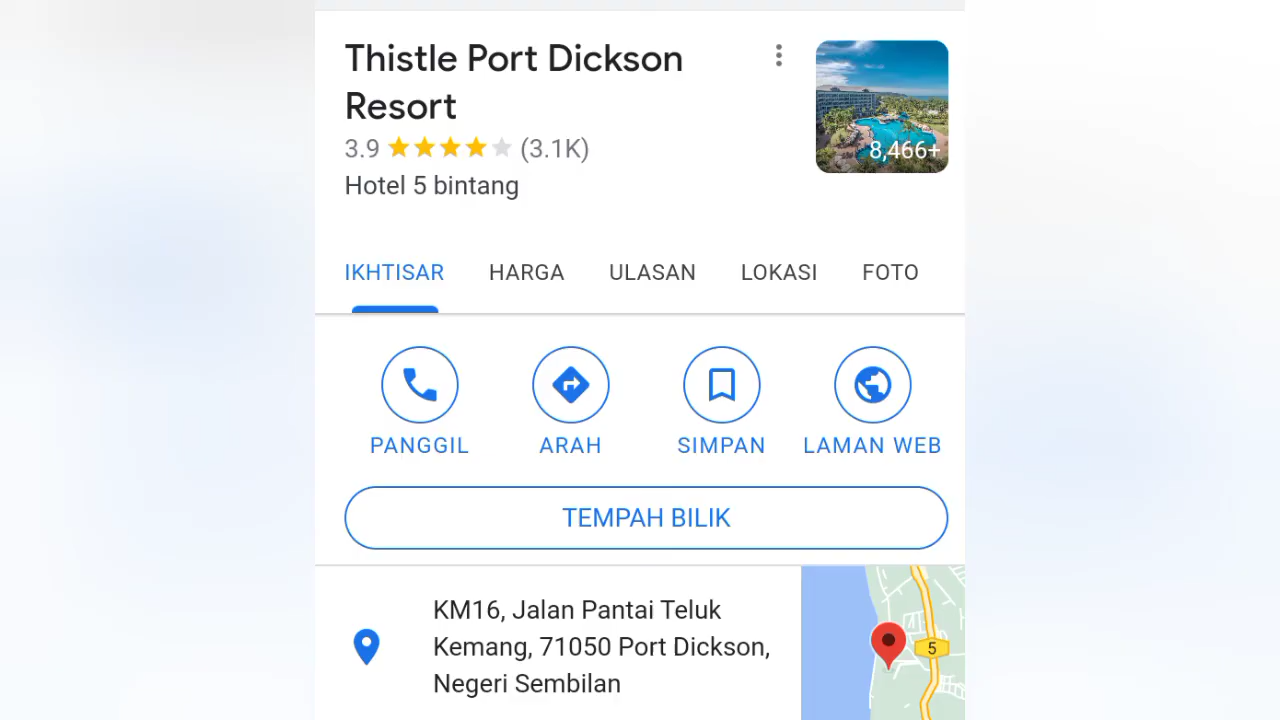 Thistle Port Dickson
Resort
3.9 (3.1K)
8,466+
Hotel 5 bintang
IKHTISAR HARGA ULASAN LOKASI FOTO
PANGGIL ARAH SIMPAN LAMAN WEB
TEMPAH BILIK
KM16, Jalan Pantai Teluk
Kemang, 71050 Port Dickson,
Negeri Sembilan
5